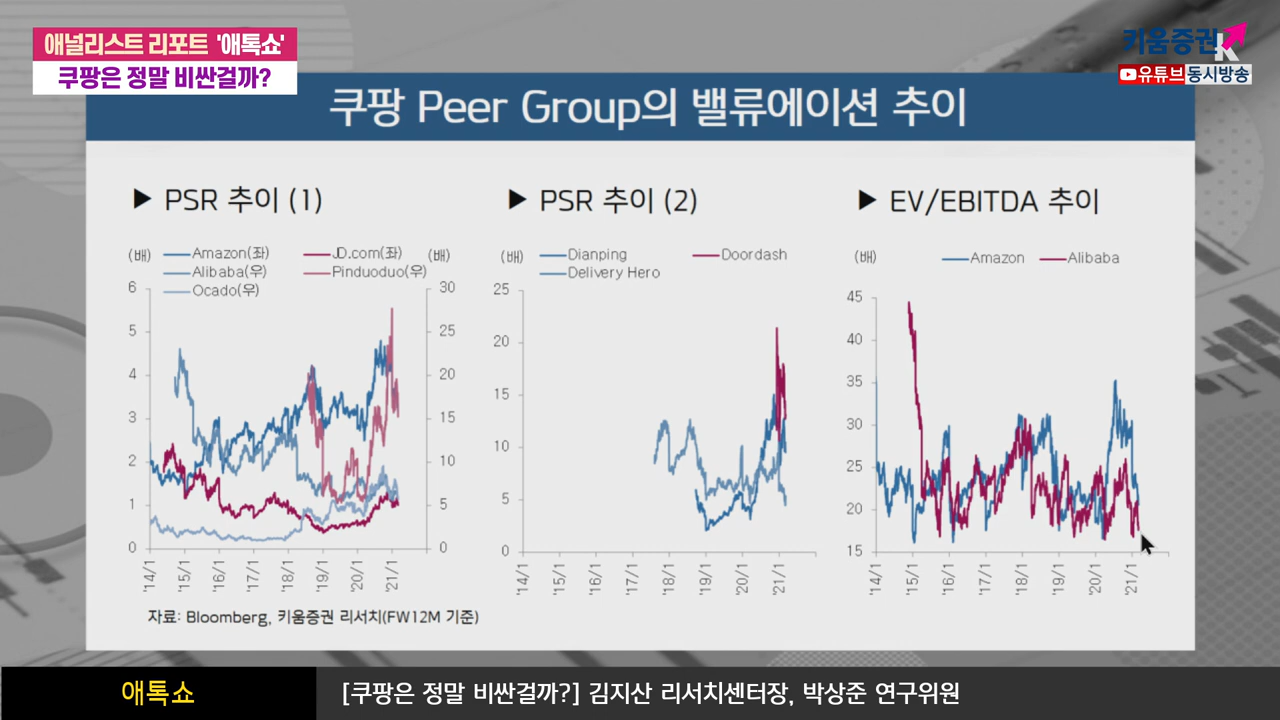 애널리스트 리포트 '애톡쇼'
쿠팡은 정말 비싼걸까?
키움증권
유튜브동시방송
쿠팡 Peer Group의 밸류에이션 추이
▶ PSR 추이 (1)
(배) Amazon(좌) JD.com(좌) (배)
Alibaba(우) Pinduoduo(우)
Ocado(우)
6 30
5 25
4 20
3 15
2 10
1 5
0 0
'14/1 '15/1 '16/1 '17/1 '18/1 '19/1 '20/1 '21/1
▶ PSR 추이 (2)
(배) Dianping Doordash
Delivery Hero
25
20
15
10
5
0
'14/1 '15/1 '16/1 '17/1 '18/1 '19/1 '20/1 '21/1
▶ EV/EBITDA 추이
(배) Amazon Alibaba
45
40
35
30
25
20
15
'14/1 '15/1 '16/1 '17/1 '18/1 '19/1 '20/1 '21/1
자료: Bloomberg, 키움증권 리서치(FW12M 기준)
애톡쇼
[쿠팡은 정말 비싼걸까?] 김지산 리서치센터장, 박상준 연구위원